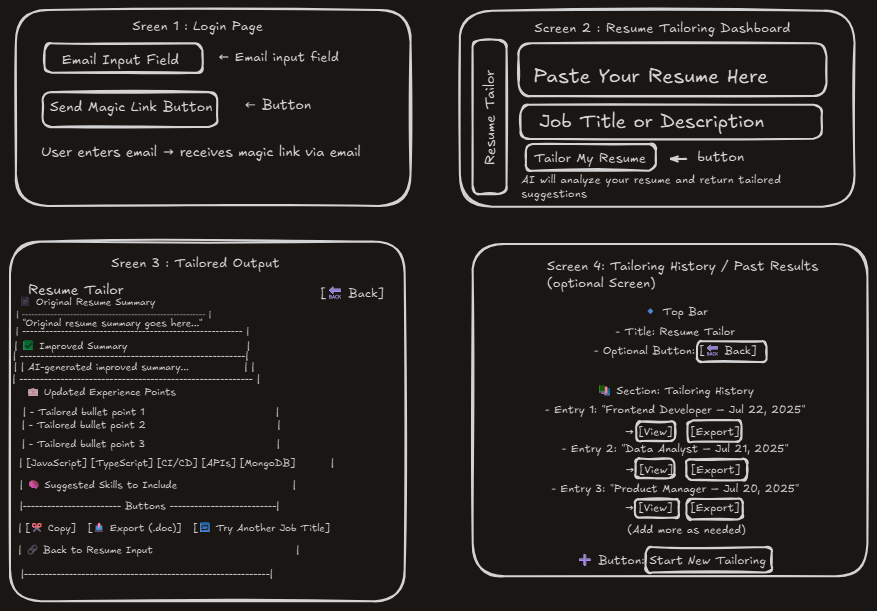 Sreen 1 : Login Page
Email Input Field
← Email input field
Send Magic Link Button
← Button
User enters email → receives magic link via email
Screen 2 : Resume Tailoring Dashboard
Resume Tailor
Paste Your Resume Here
Job Title or Description
Tailor My Resume
← button
AI will analyze your resume and return tailored
suggestions
Sreen 3 : Tailored Output
Resume Tailor
[🔙 Back]
Original Resume Summary
|---------------------------------------------- |
"Original resume summary goes here..."
| ------------------------------------------------------- |
| ✅ Improved Summary |
| --------------------------------------------------------|
| | AI-generated improved summary... | |
| ---------------------------------------------------------- |
Updated Experience Points
| - Tailored bullet point 1 |
| - Tailored bullet point 2
| - Tailored bullet point 3 |
| [JavaScript] [TypeScript] [CI/CD] [APIs] [MongoDB] |
| 🧠 Suggested Skills to Include |
|------------------------ Buttons --------------------------|
| [✂️ Copy] [📤 Export (.doc)] [🔁 Try Another Job Title]
| 🔗 Back to Resume Input |
|-------------------------------------------------------------|
Screen 4: Tailoring History / Past Results
(optional Screen)
🔹 Top Bar
- Title: Resume Tailor
- Optional Button: [🔙 Back]
Section: Tailoring History
- Entry 1: "Frontend Developer – Jul 22, 2025"
→ [View] [Export]
- Entry 2: "Data Analyst – Jul 21, 2025"
→ [View] [Export]
- Entry 3: "Product Manager – Jul 20, 2025"
→ [View] [Export]
(Add more as needed)
➕ Button: Start New Tailoring